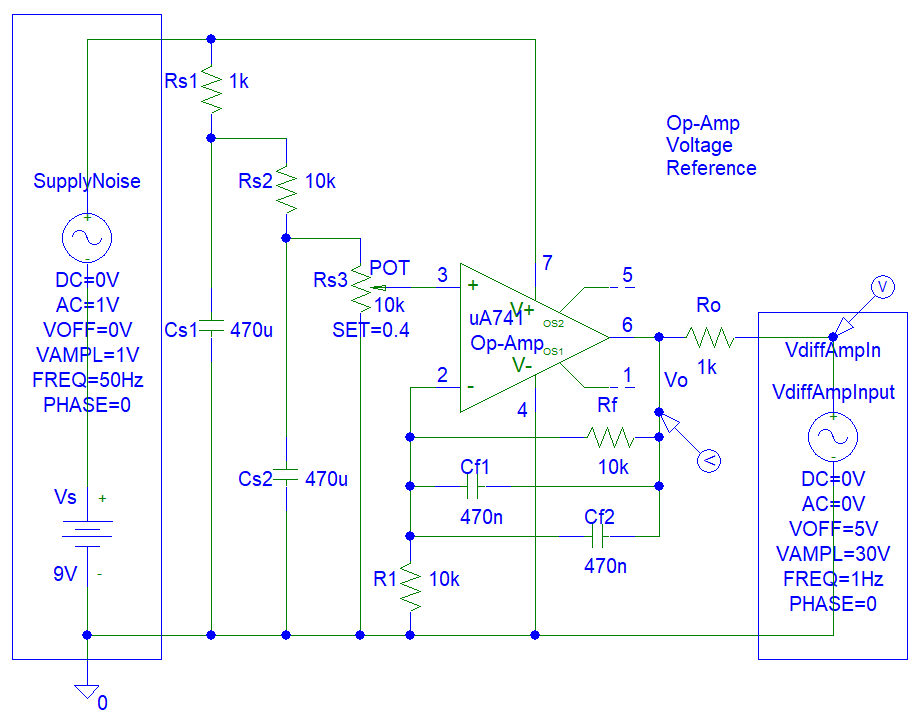 Op-Amp
Voltage
Reference
Rs1
1k
SupplyNoise
+
-
DC=0V
AC=1V
VOFF=0V
VAMPL=1V
FREQ=50Hz
PHASE=0
Vs
+
9V
-
0
Rs2
10k
Rs3
POT
10k
SET=0.4
Cs1
470u
Cs2
470u
3
7
5
+
uA741
V+
OS2
Op-Amp
OS1
V-
6
2
-
4
1
Rf
10k
Cf1
470n
Cf2
470n
R1
10k
Ro
1k
Vo
V
V
VdiffAmpIn
VdiffAmpInput
+
-
DC=0V
AC=0V
VOFF=5V
VAMPL=30V
FREQ=1Hz
PHASE=0